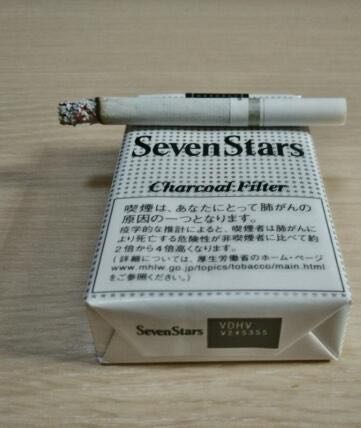 Seven Stars
Charcoal Filter
喫煙は、あなたにとって肺がんの
原因の一つとなります。
疫学的な推計によると、喫煙者は肺がんに
より死亡する危険性が非喫煙者に比べて約
2倍から4倍高くなります。
(詳細については、厚生労働省のホーム・ページ
www.mhlw.go.jp/topics/tobacco/main.html
をご参照ください。)
SevenStars
VDHV
V245355